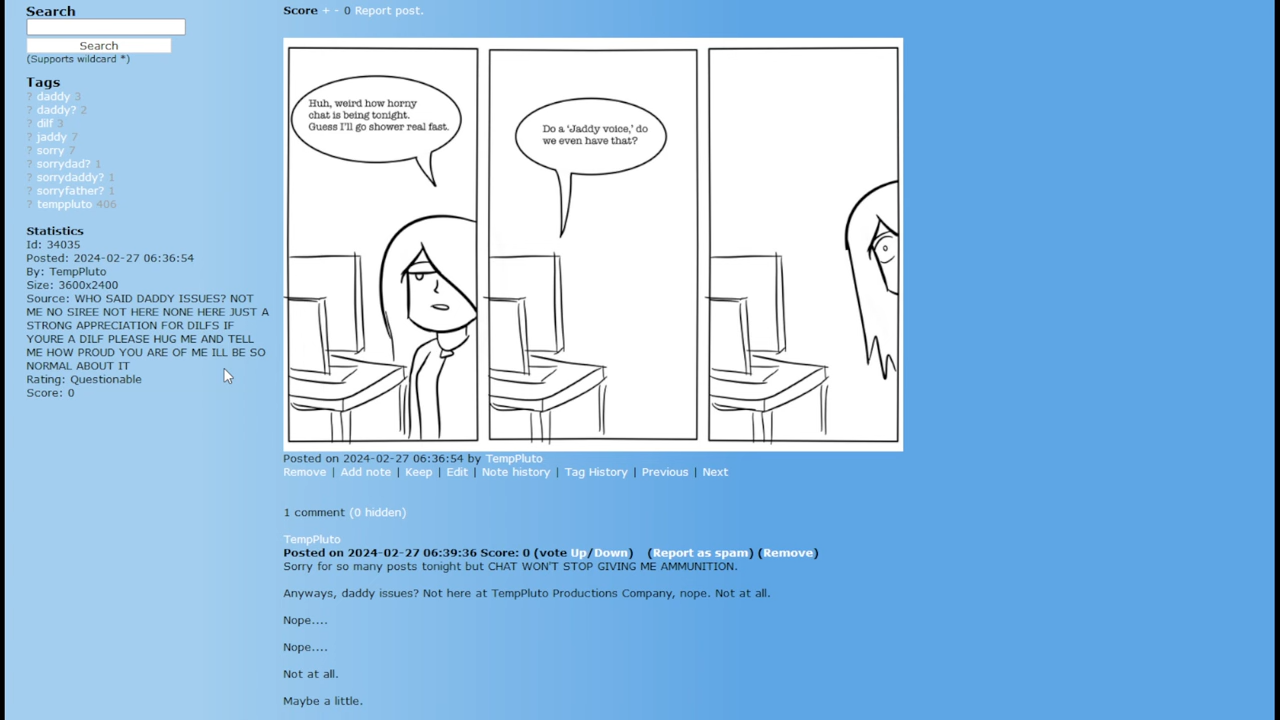 Search
Search
(Supports wildcard *)
Tags
? daddy 3
? daddy? 2
? dilf 3
? jaddy 7
? sorry 7
? sorrydad? 1
? sorrydaddy? 1
? sorryfather? 1
? temppluto 406
Statistics
Id: 34035
Posted: 2024-02-27 06:36:54
By: TempPluto
Size: 3600x2400
Source: WHO SAID DADDY ISSUES? NOT
ME NO SIREE NOT HERE NONE HERE JUST A
STRONG APPRECIATION FOR DILFS IF
YOURE A DILF PLEASE HUG ME AND TELL
ME HOW PROUD YOU ARE OF ME ILL BE SO
NORMAL ABOUT IT
Rating: Questionable
Score: 0
Score + - 0 Report post.
Huh, weird how horny
chat is being tonight.
Guess I'll go shower real fast.
Do a 'Jaddy voice,' do
we even have that?
Posted on 2024-02-27 06:36:54 by TempPluto
Remove | Add note | Keep | Edit | Note history | Tag History | Previous | Next
1 comment (0 hidden)
TempPluto
Posted on 2024-02-27 06:39:36 Score: 0 (vote Up/Down) (Report as spam) (Remove)
Sorry for so many posts tonight but CHAT WON'T STOP GIVING ME AMMUNITION.
Anyways, daddy issues? Not here at TempPluto Productions Company, nope. Not at all.
Nope....
Nope....
Not at all.
Maybe a little.